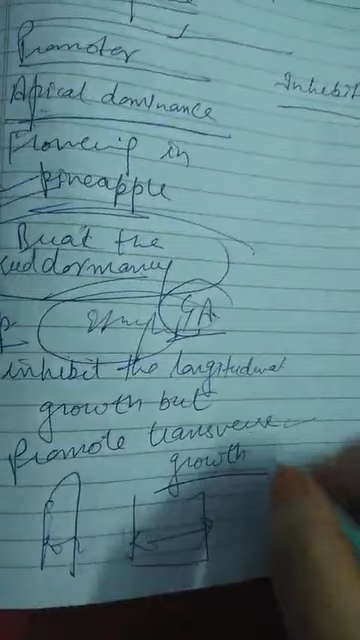 Promoter
Inhibit
Apical dominance
Flowering in
pineapple
Break the
seed dormancy
GA
inhibit the longitudinal
growth but
Promote transverse
growth